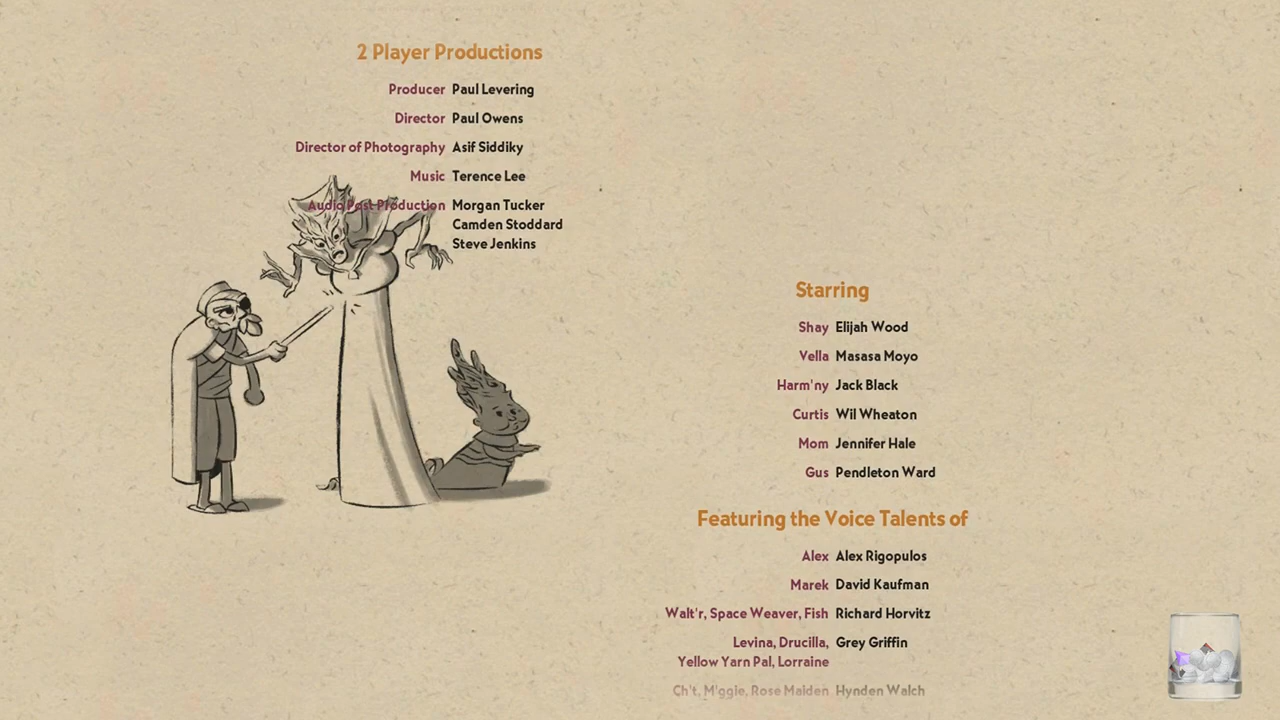 2 Player Productions
Producer Paul Levering
Director Paul Owens
Director of Photography Asif Siddiky
Music Terence Lee
Audio Post Production Morgan Tucker
Camden Stoddard
Steve Jenkins
Starring
Shay Elijah Wood
Vella Masasa Moyo
Harm'ny Jack Black
Curtis Wil Wheaton
Mom Jennifer Hale
Gus Pendleton Ward
Featuring the Voice Talents of
Alex Alex Rigopulos
Marek David Kaufman
Walt'r, Space Weaver, Fish Richard Horvitz
Levina, Drucilla, Grey Griffin
Yellow Yarn Pal, Lorraine
Ch't, M'ggie, Rose Maiden Hynden Walch